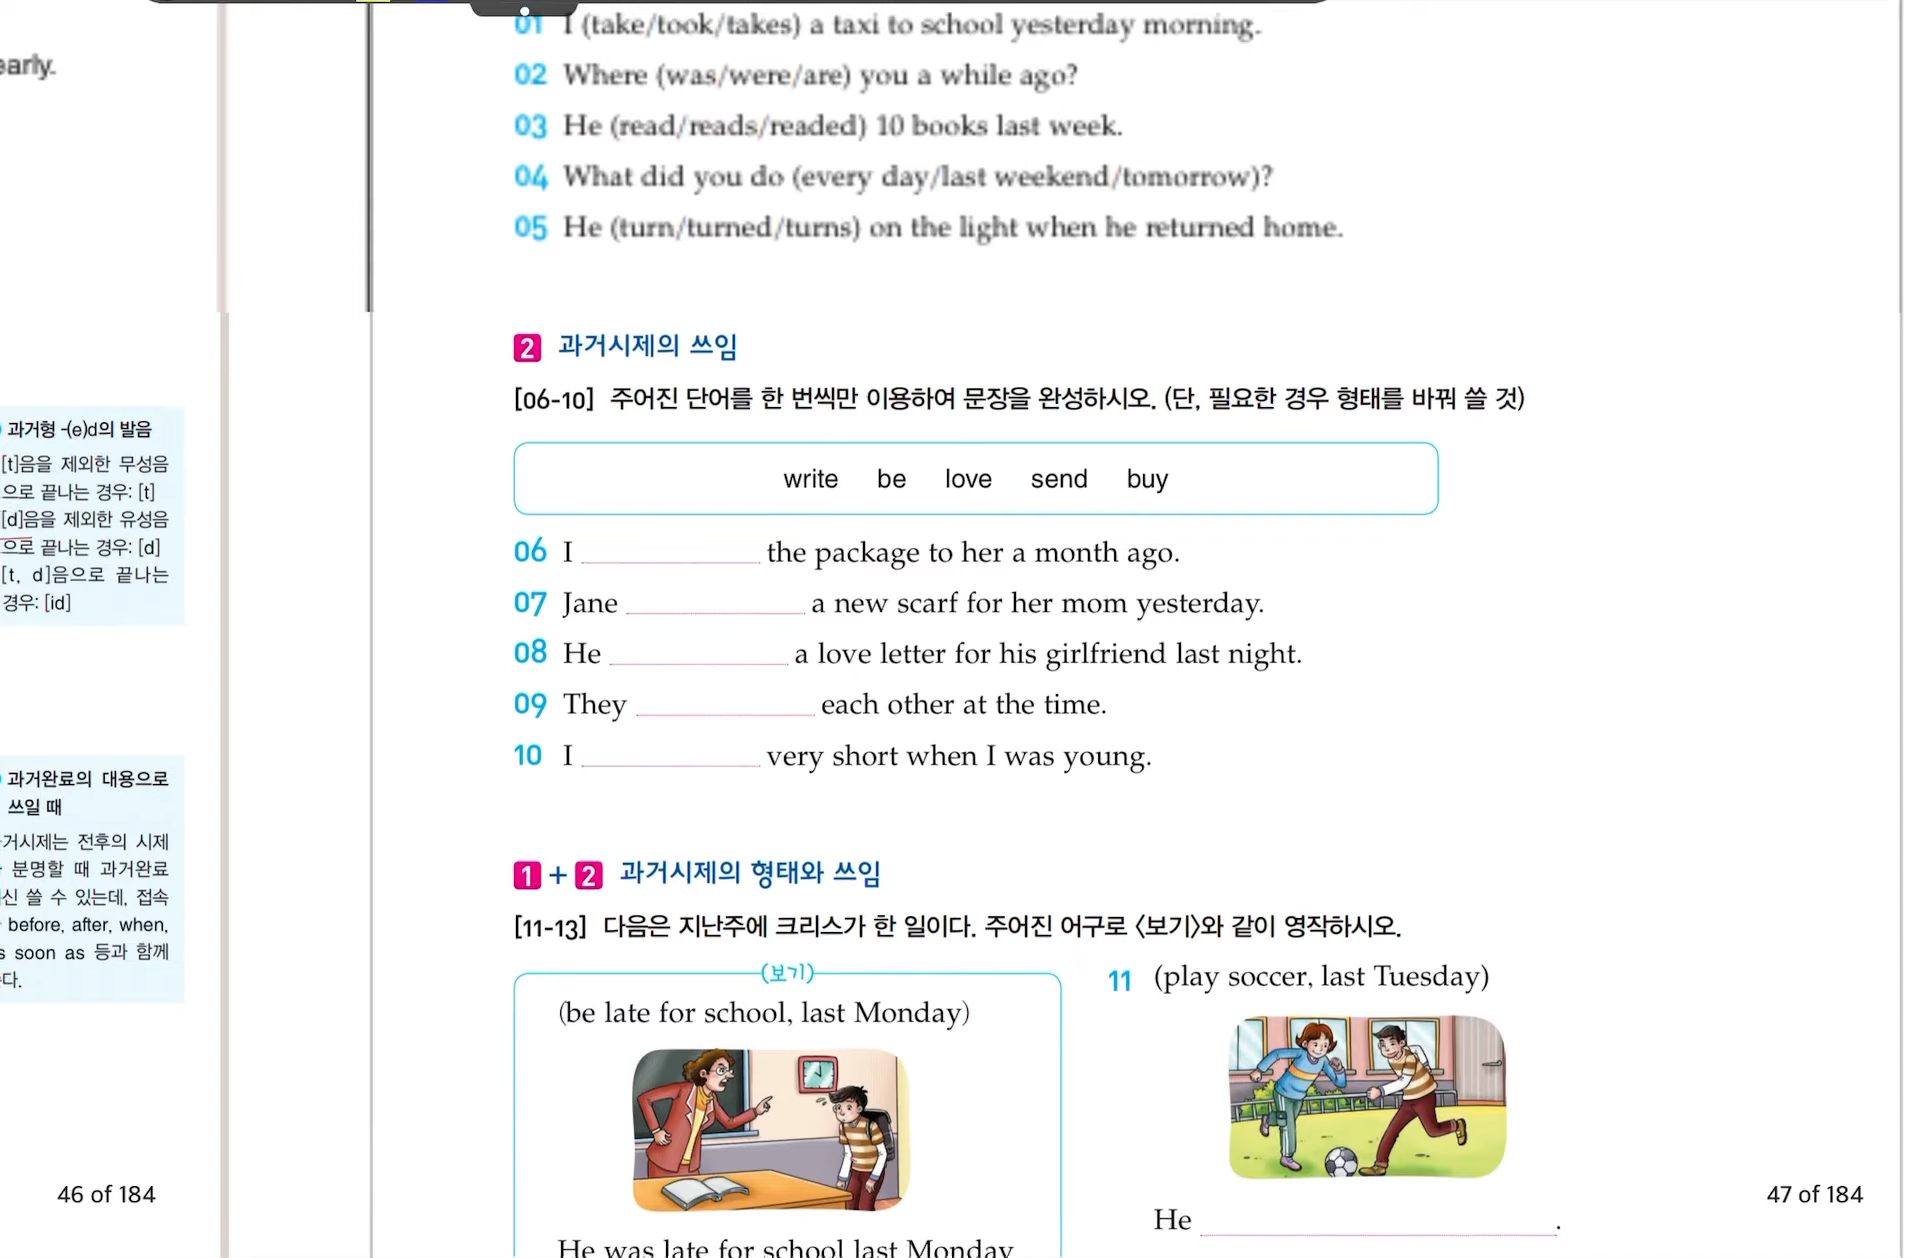 early.
과거형 -(e)d의 발음
[t]음을 제외한 무성음
으로 끝나는 경우: [t]
[d]음을 제외한 유성음
으로 끝나는 경우: [d]
[t, d]음으로 끝나는
경우: [id]
과거완료의 대용으로
쓰일 때
거시제는 전후의 시제
분명할 때 과거완료
신 쓸 수 있는데, 접속
before, after, when,
s soon as 등과 함께
다.
46 of 184
01 I (take/took/takes) a taxi to school yesterday morning.
02 Where (was/were/are) you a while ago?
03 He (read/reads/readed) 10 books last week.
04 What did you do (every day/last weekend/tomorrow)?
05 He (turn/turned/turns) on the light when he returned home.
2 과거시제의 쓰임
[06-10] 주어진 단어를 한 번씩만 이용하여 문장을 완성하시오. (단, 필요한 경우 형태를 바꿔 쓸 것)
write be love send buy
06 I the package to her a month ago.
07 Jane a new scarf for her mom yesterday.
08 He a love letter for his girlfriend last night.
09 They each other at the time.
10 I very short when I was young.
1 + 2 과거시제의 형태와 쓰임
[11-13] 다음은 지난주에 크리스가 한 일이다. 주어진 어구로 〈보기〉와 같이 영작하시오.
(보기)
(be late for school, last Monday)
He was late for school last Monday
11 (play soccer, last Tuesday)
He .
47 of 184